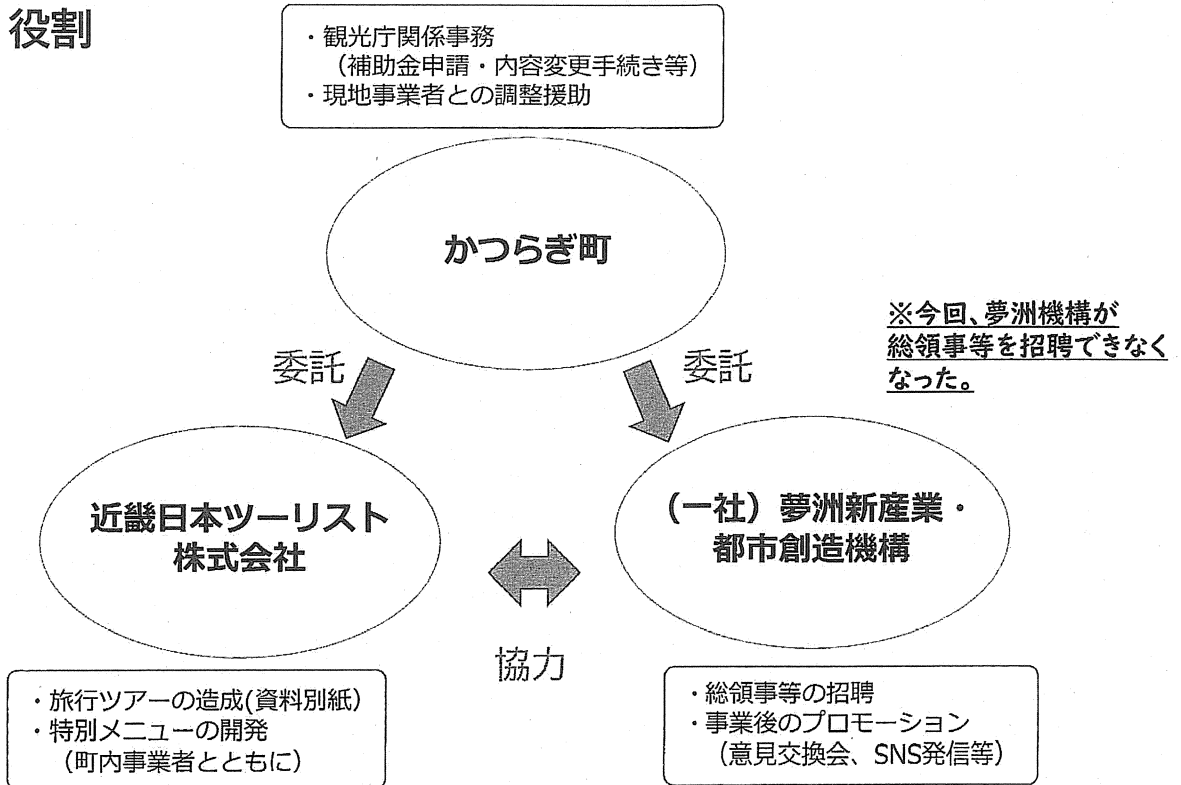 役割
・観光庁関係事務
（補助金申請・内容変更手続き等）
・現地事業者との調整援助
かつらぎ町
※今回、夢洲機構が
総領事等を招聘できなく
なった。
委託
委託
近畿日本ツーリスト
株式会社
（一社）夢洲新産業・
都市創造機構
協力
・旅行ツアーの造成(資料別紙）
・特別メニューの開発
（町内事業者とともに）
・総領事等の招聘
・事業後のプロモーション
（意見交換会、SNS発信等）